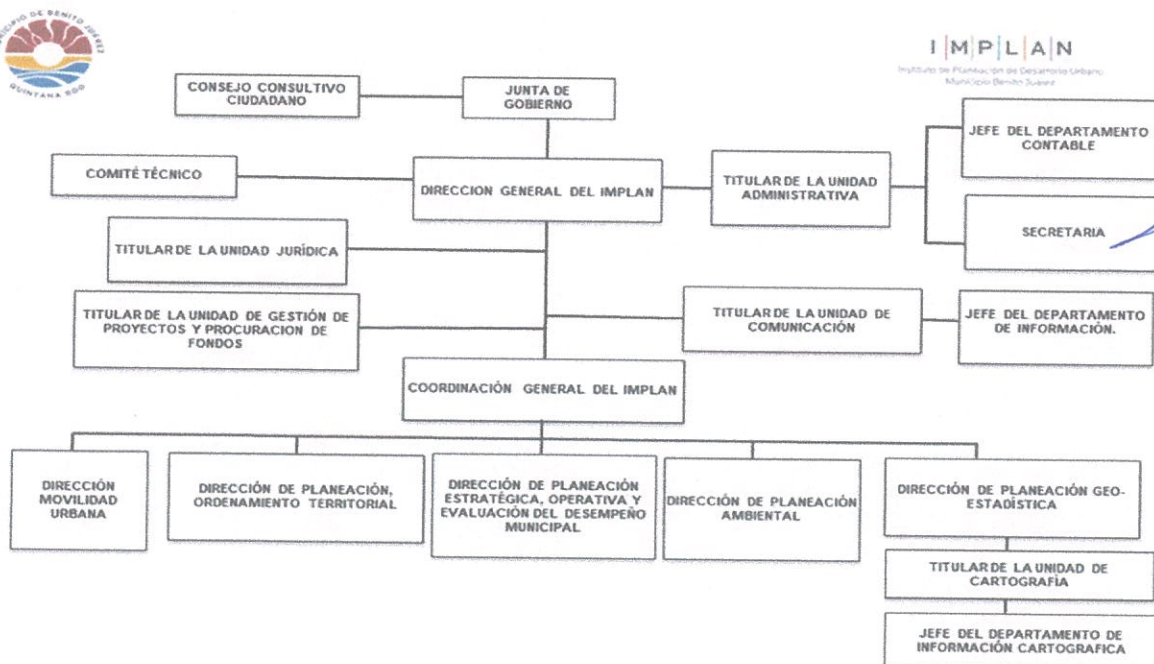 MUNICIPIO DE BENITO JUÁREZ
QUINTANA ROO
I|M|P|L|A|N
Instituto de Planeación de Desarrollo Urbano
Municipio Benito Juárez
CONSEJO CONSULTIVO
CIUDADANO
JUNTA DE
GOBIERNO
JEFE DEL DEPARTAMENTO
CONTABLE
COMITÉ TÉCNICO
DIRECCION GENERAL DEL IMPLAN
TITULAR DE LA UNIDAD
ADMINISTRATIVA
SECRETARIA
TITULAR DE LA UNIDAD JURÍDICA
TITULAR DE LA UNIDAD DE GESTIÓN DE
PROYECTOS Y PROCURACION DE
FONDOS
TITULAR DE LA UNIDAD DE
COMUNICACIÓN
JEFE DEL DEPARTAMENTO
DE INFORMACIÓN.
COORDINACIÓN GENERAL DEL IMPLAN
DIRECCIÓN
MOVILIDAD
URBANA
DIRECCIÓN DE PLANEACIÓN,
ORDENAMIENTO TERRITORIAL
DIRECCIÓN DE PLANEACIÓN
ESTRATÉGICA, OPERATIVA Y
EVALUACIÓN DEL DESEMPEÑO
MUNICIPAL
DIRECCIÓN DE PLANEACIÓN
AMBIENTAL
DIRECCIÓN DE PLANEACIÓN GEO-
ESTADÍSTICA
TITULAR DE LA UNIDAD DE
CARTOGRAFÍA
JEFE DEL DEPARTAMENTO DE
INFORMACIÓN CARTOGRAFICA